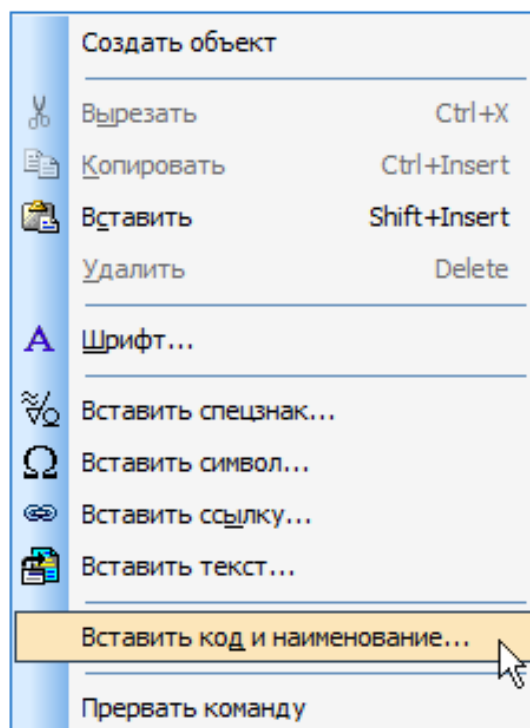 Создать объект
Вырезать Ctrl+X
Копировать Ctrl+Insert
Вставить Shift+Insert
Удалить Delete
Шрифт...
Вставить спецзнак...
Вставить символ...
Вставить ссылку...
Вставить текст...
Вставить код и наименование...
Прервать команду